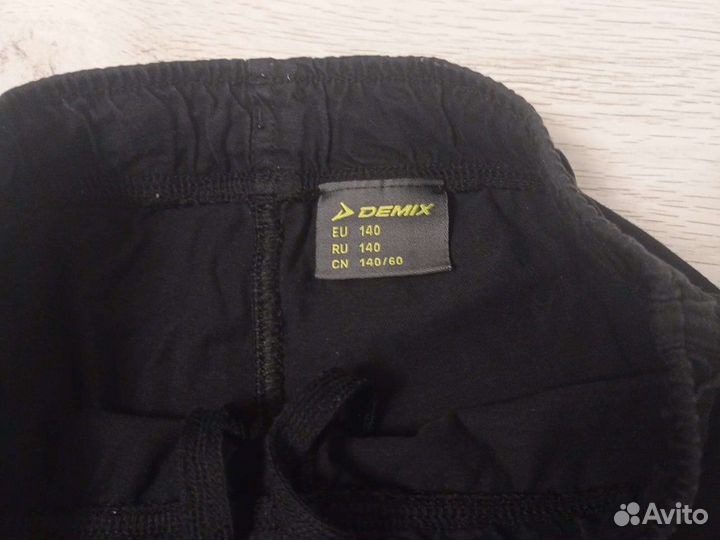 DEMIX
EU 140
RU 140
CN 140/60
Avito